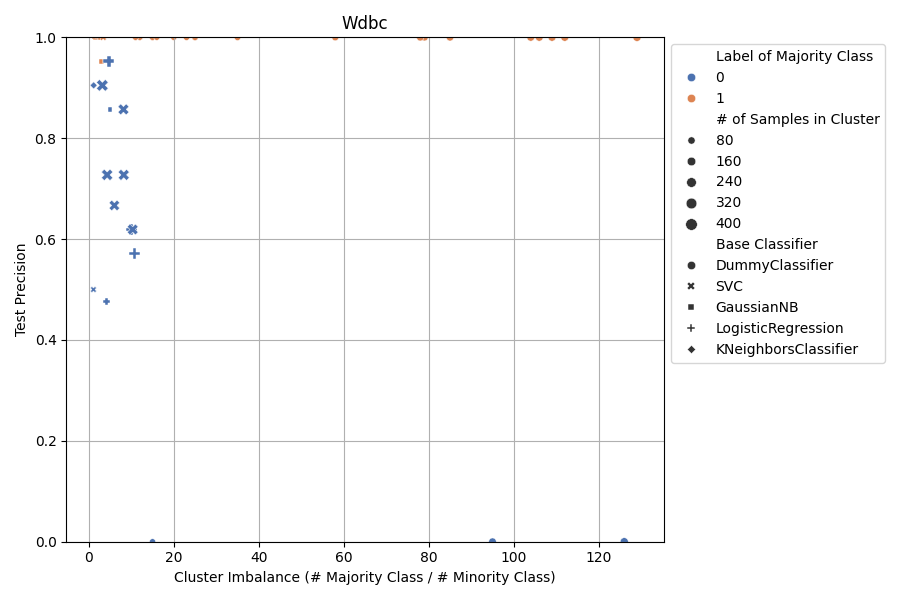 Wdbc
1.0
0.8
0.6
0.4
0.2
0.0
Test Precision
0
20
40
60
80
100
120
Cluster Imbalance (# Majority Class / # Minority Class)
Label of Majority Class
0
1
# of Samples in Cluster
80
160
240
320
400
Base Classifier
DummyClassifier
SVC
GaussianNB
LogisticRegression
KNeighborsClassifier